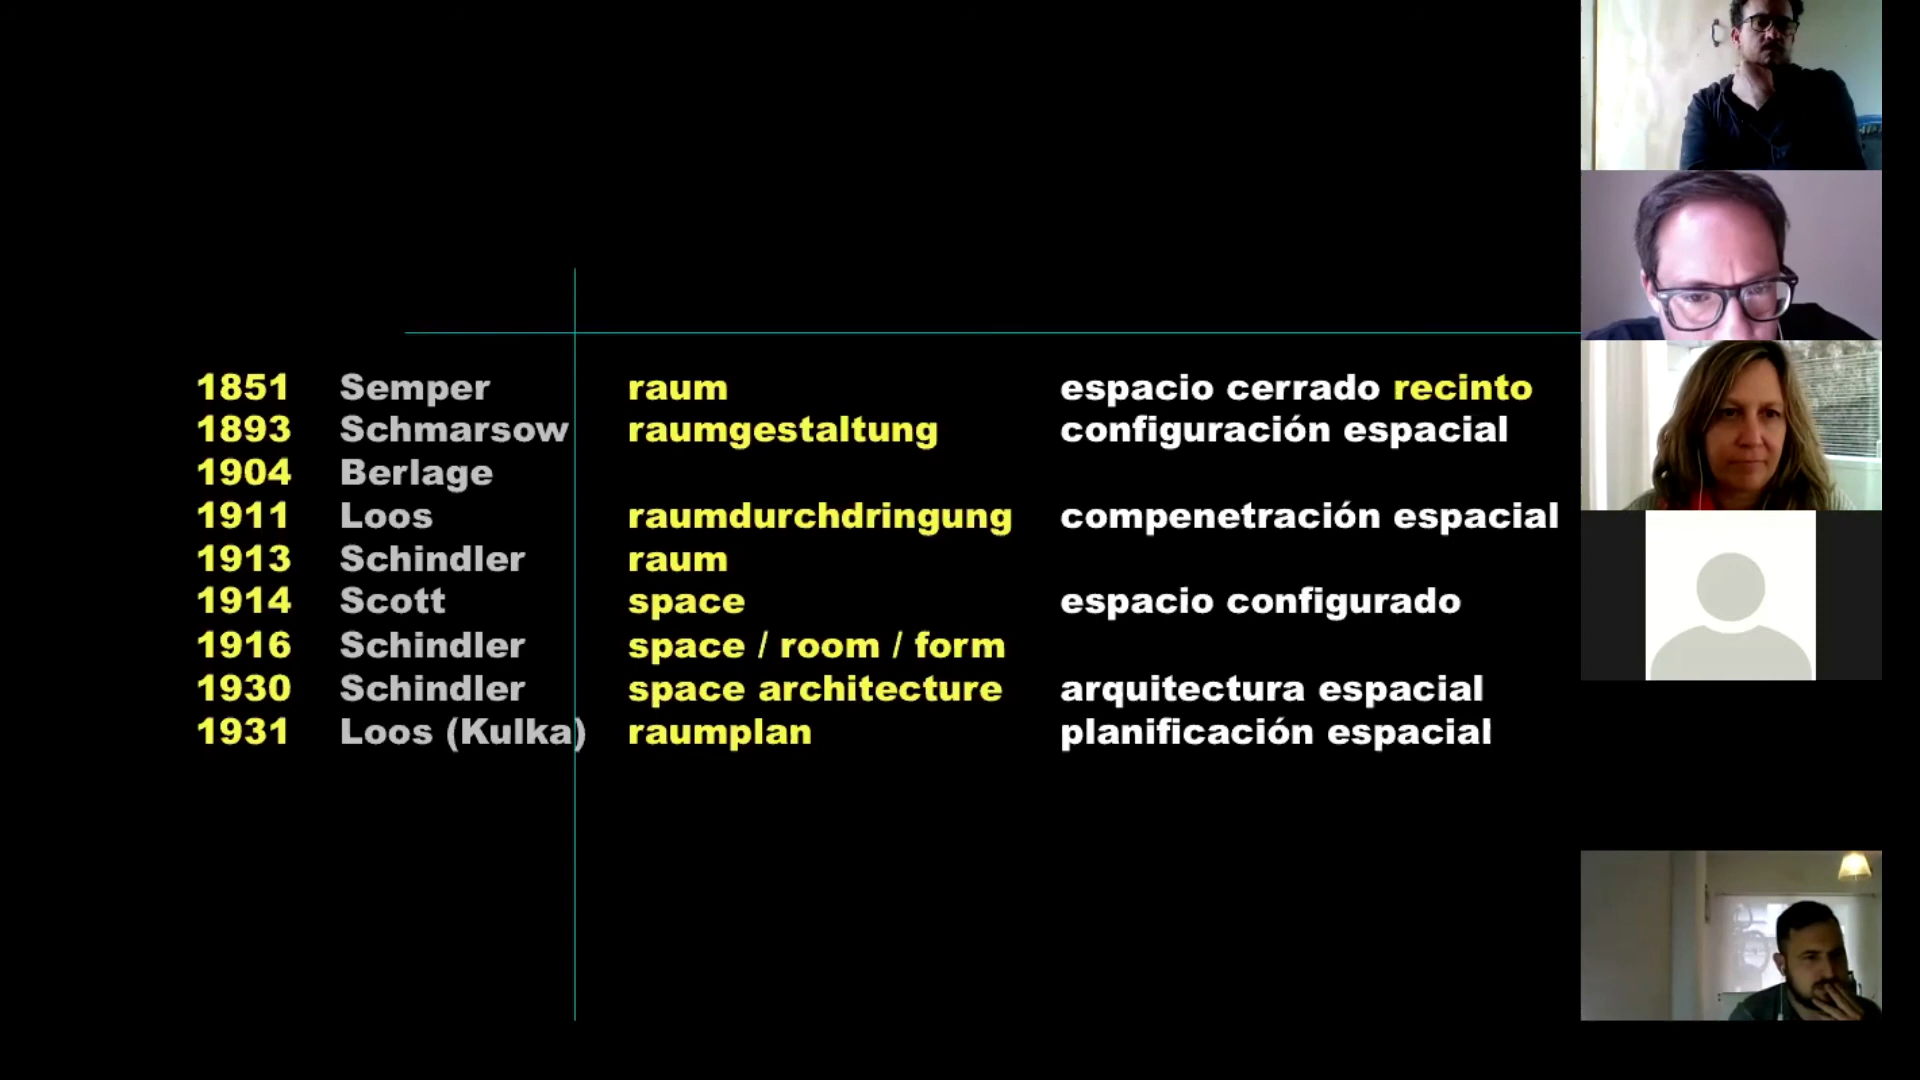 1851 Semper raum espacio cerrado recinto
1893 Schmarsow raumgestaltung configuración espacial
1904 Berlage
1911 Loos raumdurchdringung compenetración espacial
1913 Schindler raum
1914 Scott space espacio configurado
1916 Schindler space / room / form
1930 Schindler space architecture arquitectura espacial
1931 Loos (Kulka) raumplan planificación espacial